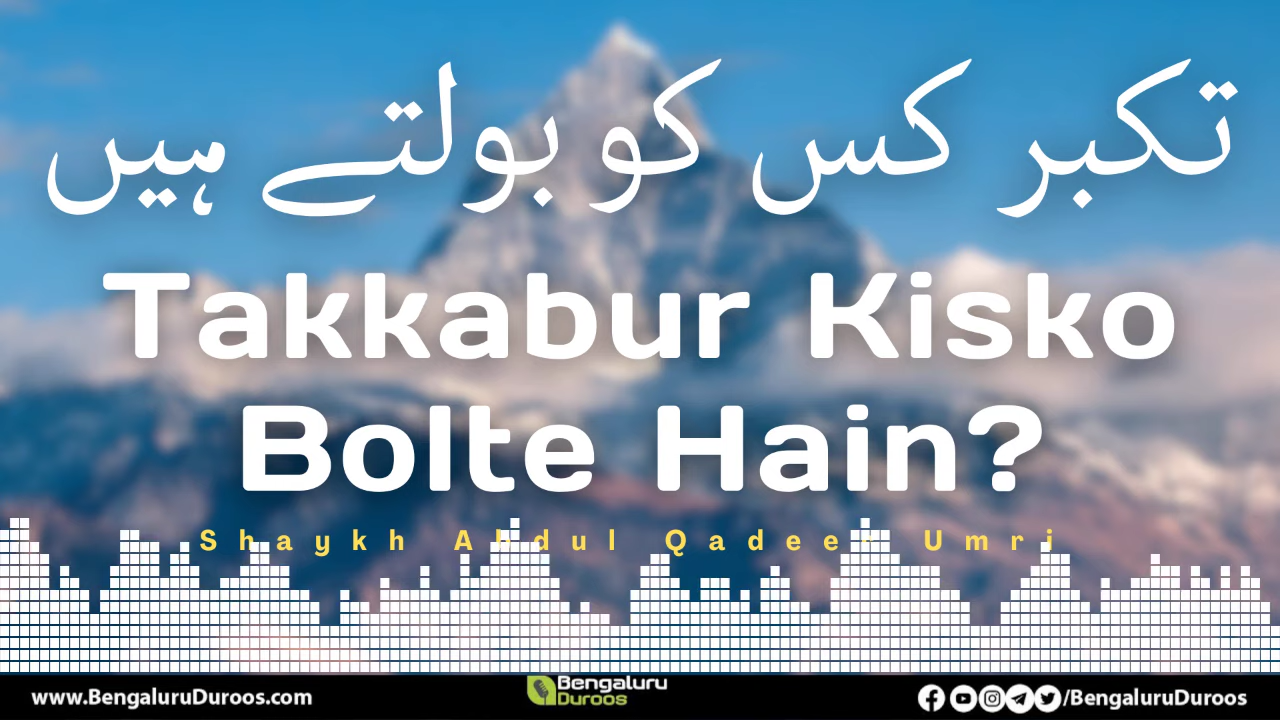 تکبر کس کو بولتے ہیں
Takkabur Kisko
Bolte Hain?
Shaykh Abdul Qadeer Umri
www.BengaluruDuroos.com
Bengaluru
Duroos
/BengaluruDuroos